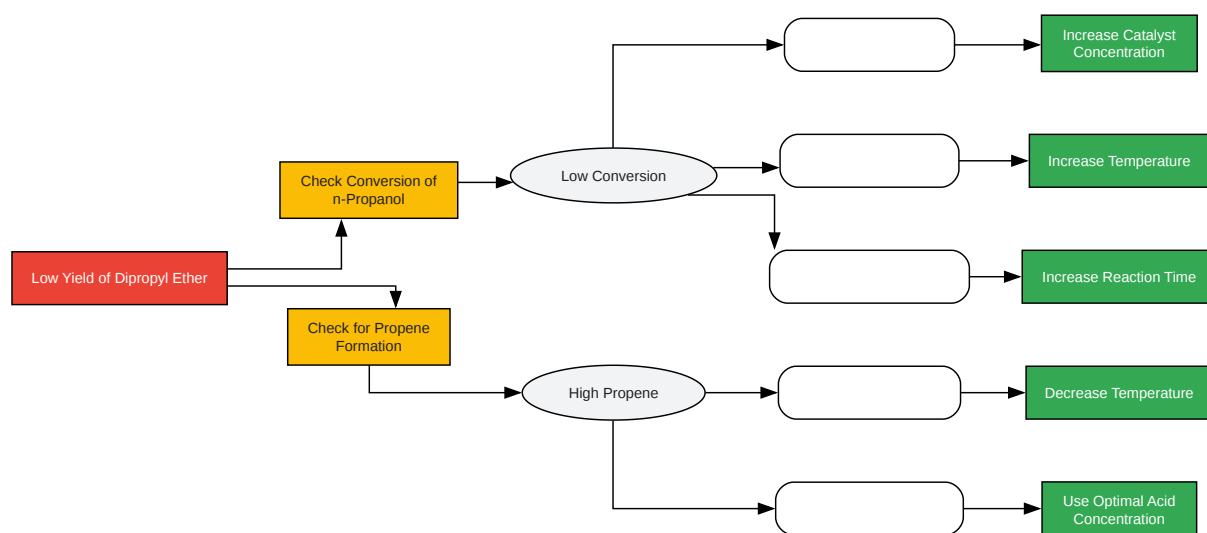 Increase Catalyst
Concentration
Check Conversion of
n-Propanol
Low Conversion
Increase Temperature
Low Yield of Dipropyl Ether
Increase Reaction Time
Check for Propene
Formation
High Propene
Decrease Temperature
Use Optimal Acid
Concentration